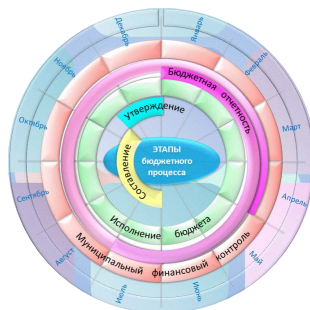 Январь
Февраль
Март
Апрель
Май
Июнь
Июль
Август
Сентябрь
Октябрь
Ноябрь
Декабрь
Бюджетная отчетность
Утверждение
ЭТАПЫ
бюджетного
процесса
Составление
Исполнение бюджета
Муниципальный финансовый контроль